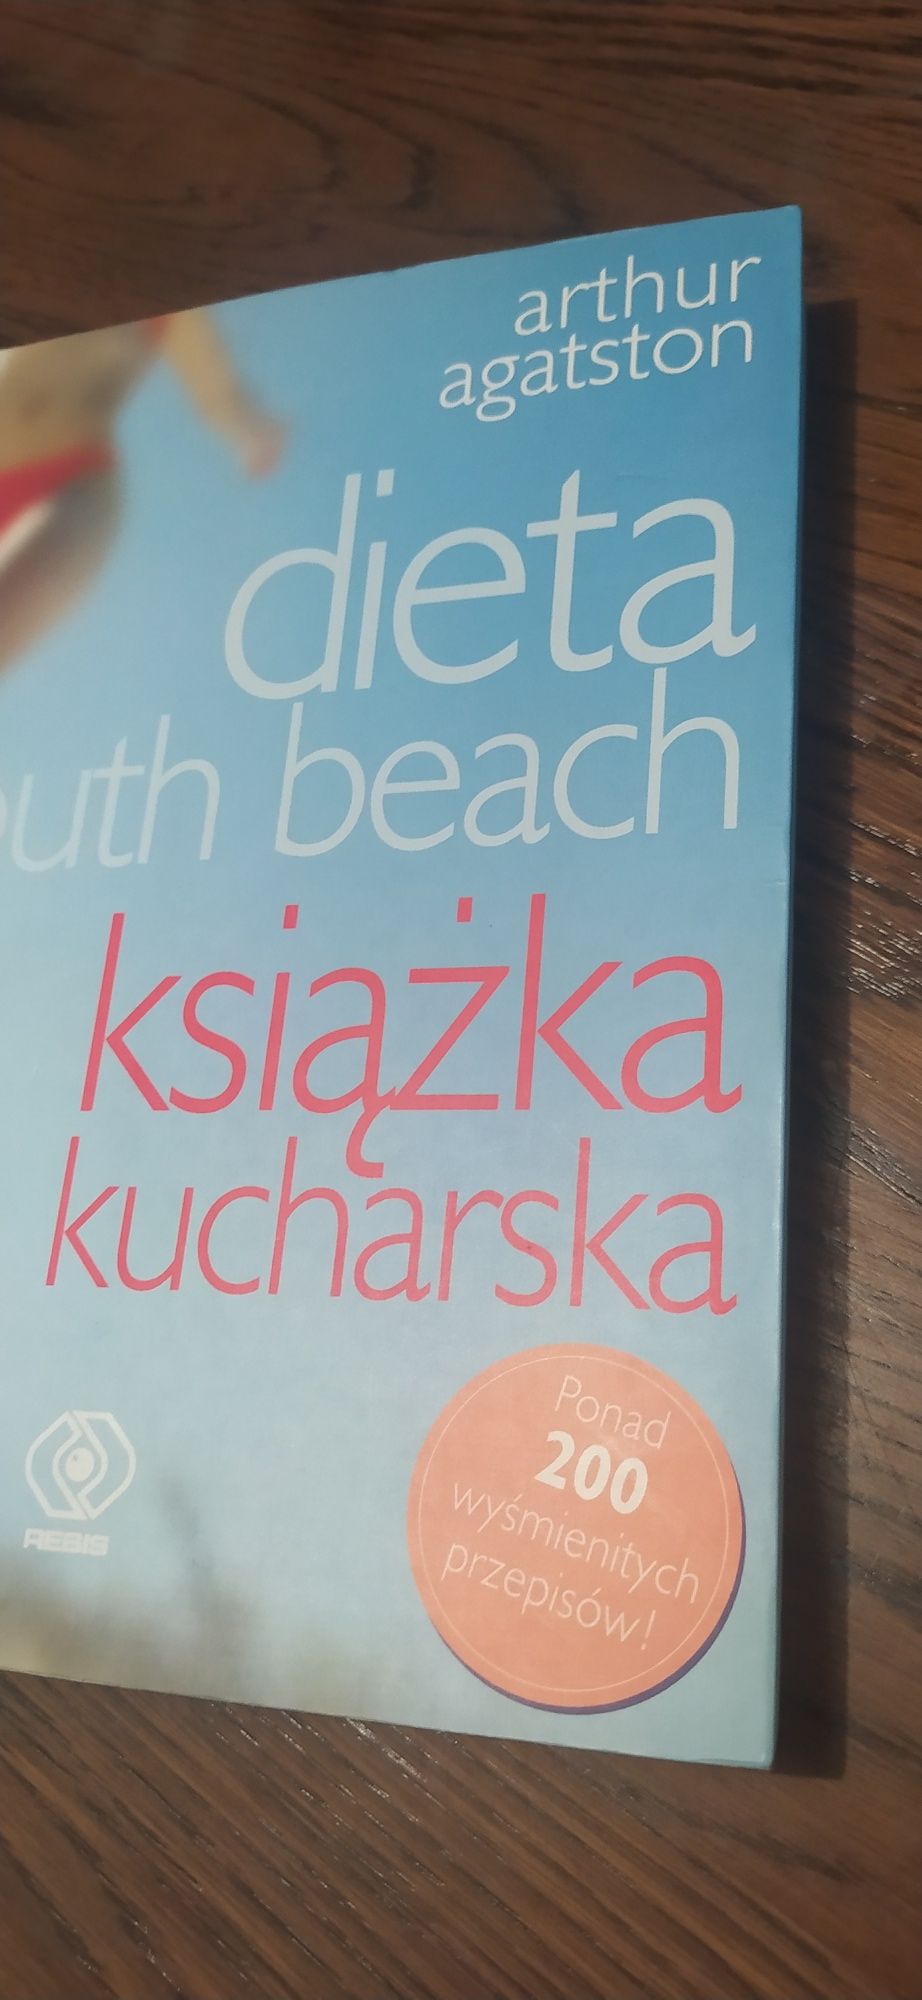 arthur
agatston
dieta
outh beach
książka
kucharska
REBIS
Ponad
200
wyśmienitych
przepisów!